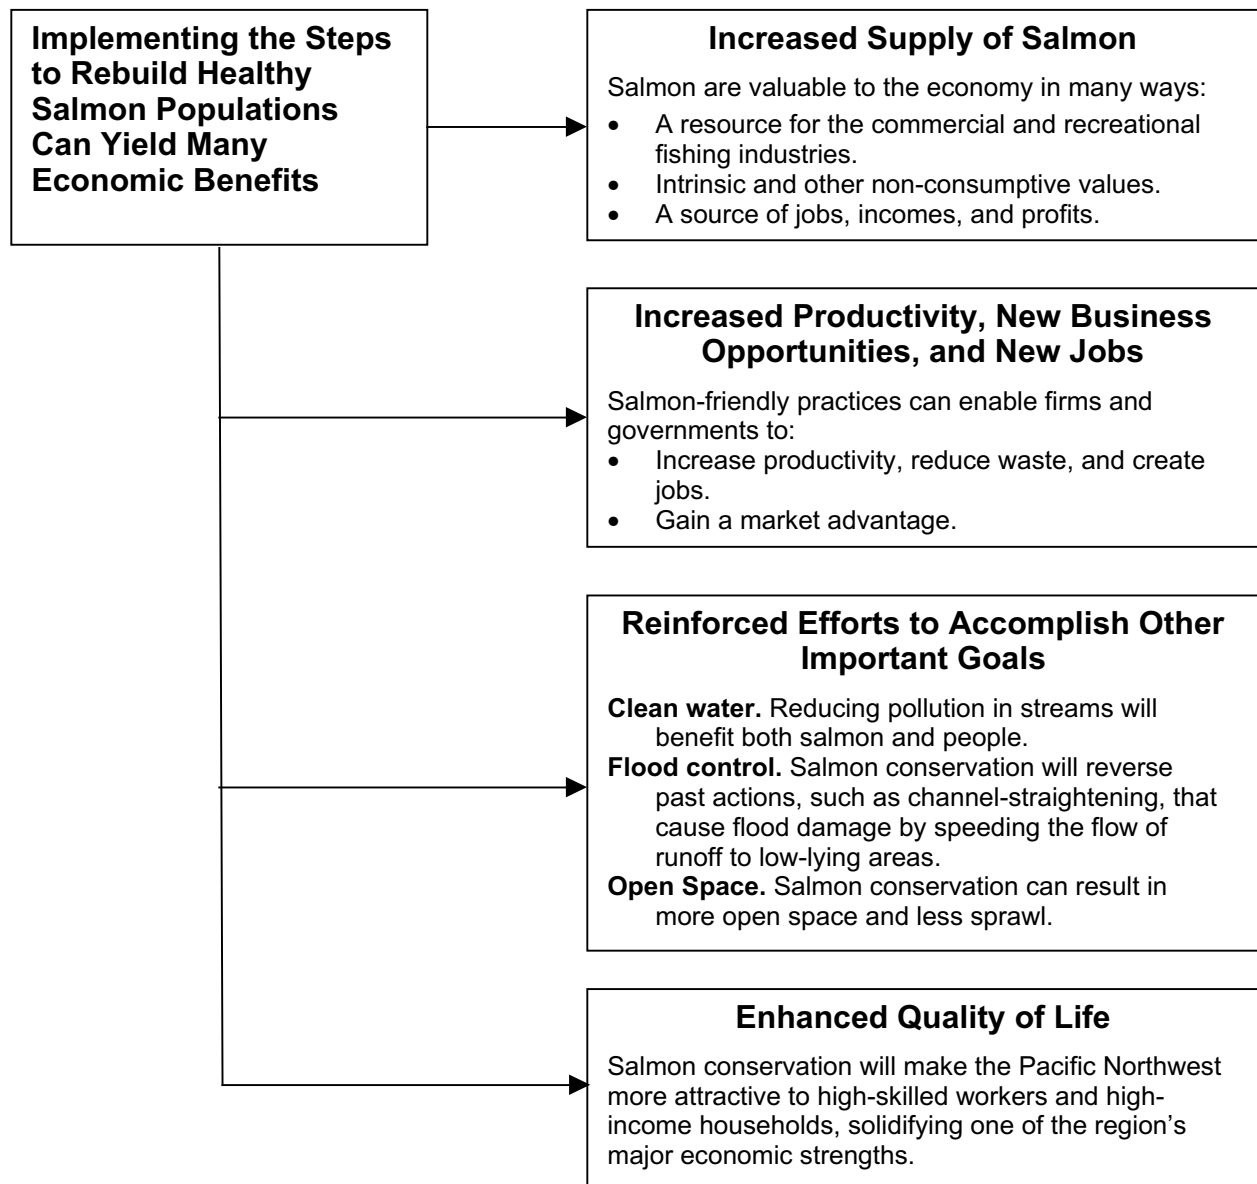 Implementing the Steps
to Rebuild Healthy
Salmon Populations
Can Yield Many
Economic Benefits
Increased Supply of Salmon
Salmon are valuable to the economy in many ways:
• A resource for the commercial and recreational
fishing industries.
• Intrinsic and other non-consumptive values.
• A source of jobs, incomes, and profits.
Increased Productivity, New Business
Opportunities, and New Jobs
Salmon-friendly practices can enable firms and
governments to:
• Increase productivity, reduce waste, and create
jobs.
• Gain a market advantage.
Reinforced Efforts to Accomplish Other
Important Goals
Clean water. Reducing pollution in streams will
benefit both salmon and people.
Flood control. Salmon conservation will reverse
past actions, such as channel-straightening, that
cause flood damage by speeding the flow of
runoff to low-lying areas.
Open Space. Salmon conservation can result in
more open space and less sprawl.
Enhanced Quality of Life
Salmon conservation will make the Pacific Northwest
more attractive to high-skilled workers and high-
income households, solidifying one of the region’s
major economic strengths.